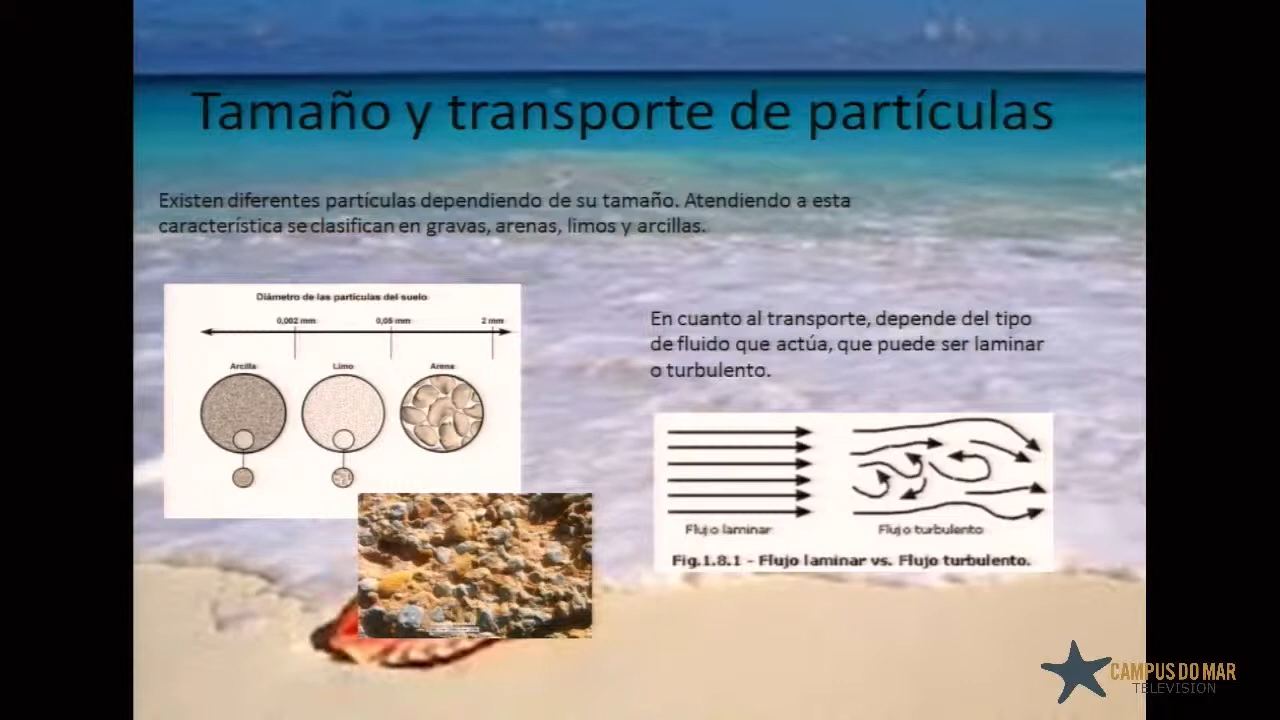 Tamaño y transporte de partículas
Existen diferentes partículas dependiendo de su tamaño. Atendiendo a esta
característica se clasifican en gravas, arenas, limos y arcillas.
Diámetro de las partículas del suelo
0,002 mm 0,05 mm 2 mm
Arcilla Limo Arena
En cuanto al transporte, depende del tipo
de fluido que actúa, que puede ser laminar
o turbulento.
Flujo laminar Flujo turbulento
Fig.1.8.1 - Flujo laminar vs. Flujo turbulento.
CAMPUS DO MAR
TELEVISION